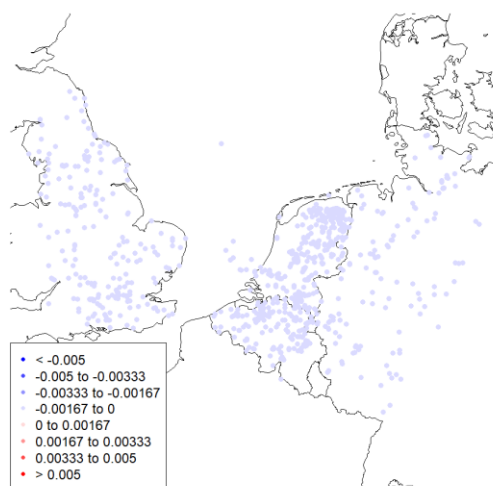 < -0.005
-0.005 to -0.00333
-0.00333 to -0.00167
-0.00167 to 0
0 to 0.00167
0.00167 to 0.00333
0.00333 to 0.005
> 0.005